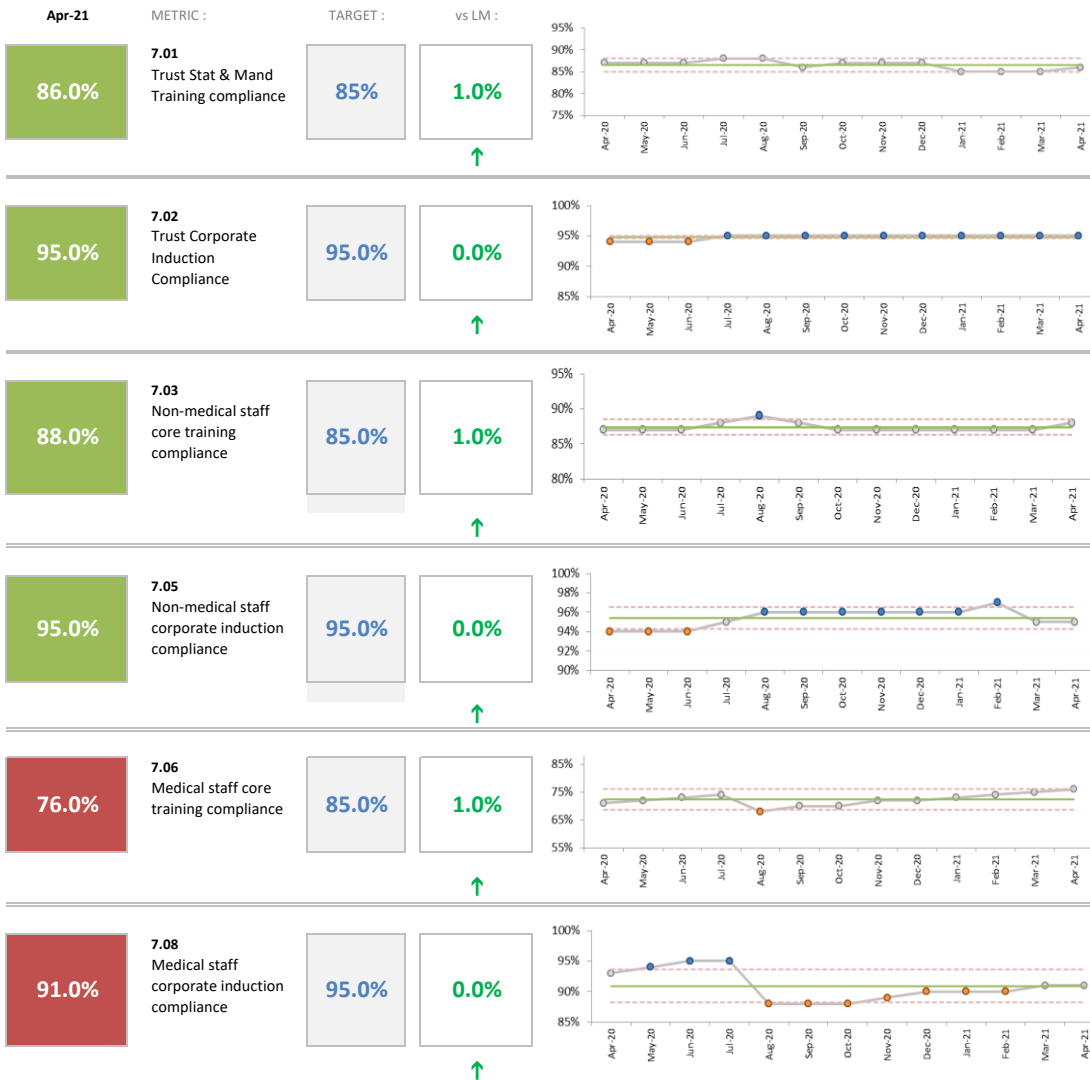 Apr-21 METRIC : TARGET : vs LM :
86.0%
7.01
Trust Stat & Mand
Training compliance
85%
1.0%
↑
95%
90%
85%
80%
75%
Apr-20 May-20 Jun-20 Jul-20 Aug-20 Sep-20 Oct-20 Nov-20 Dec-20 Jan-21 Feb-21 Mar-21 Apr-21
95.0%
7.02
Trust Corporate
Induction
Compliance
95.0%
0.0%
↑
100%
95%
90%
85%
Apr-20 May-20 Jun-20 Jul-20 Aug-20 Sep-20 Oct-20 Nov-20 Dec-20 Jan-21 Feb-21 Mar-21 Apr-21
88.0%
7.03
Non-medical staff
core training
compliance
85.0%
1.0%
↑
95%
90%
85%
80%
Apr-20 May-20 Jun-20 Jul-20 Aug-20 Sep-20 Oct-20 Nov-20 Dec-20 Jan-21 Feb-21 Mar-21 Apr-21
95.0%
7.05
Non-medical staff
corporate induction
compliance
95.0%
0.0%
↑
100%
98%
96%
94%
92%
90%
Apr-20 May-20 Jun-20 Jul-20 Aug-20 Sep-20 Oct-20 Nov-20 Dec-20 Jan-21 Feb-21 Mar-21 Apr-21
76.0%
7.06
Medical staff core
training compliance
85.0%
1.0%
↑
85%
75%
65%
55%
Apr-20 May-20 Jun-20 Jul-20 Aug-20 Sep-20 Oct-20 Nov-20 Dec-20 Jan-21 Feb-21 Mar-21 Apr-21
91.0%
7.08
Medical staff
corporate induction
compliance
95.0%
0.0%
↑
100%
95%
90%
85%
Apr-20 May-20 Jun-20 Jul-20 Aug-20 Sep-20 Oct-20 Nov-20 Dec-20 Jan-21 Feb-21 Mar-21 Apr-21